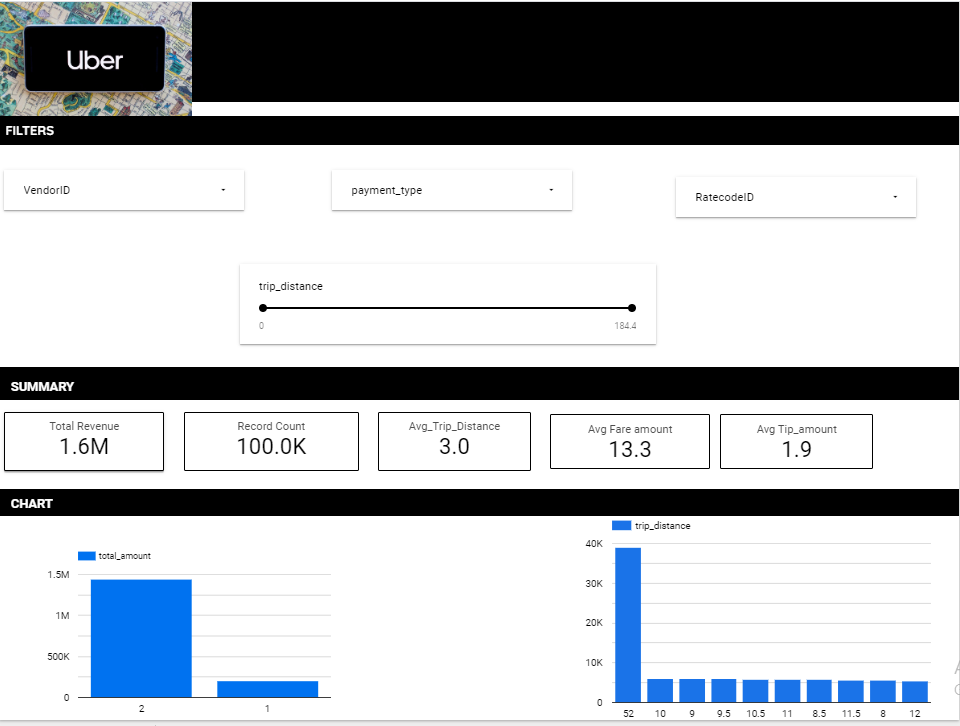 Uber
FILTERS
VendorID
payment_type
RatecodeID
trip_distance
0 184.4
SUMMARY
Total Revenue
1.6M
Record Count
100.0K
Avg_Trip_Distance
3.0
Avg Fare amount
13.3
Avg Tip_amount
1.9
CHART
total_amount
1.5M
1M
500K
0
2 1
trip_distance
40K
30K
20K
10K
0
52 10 9 9.5 10.5 11 8.5 11.5 8 12